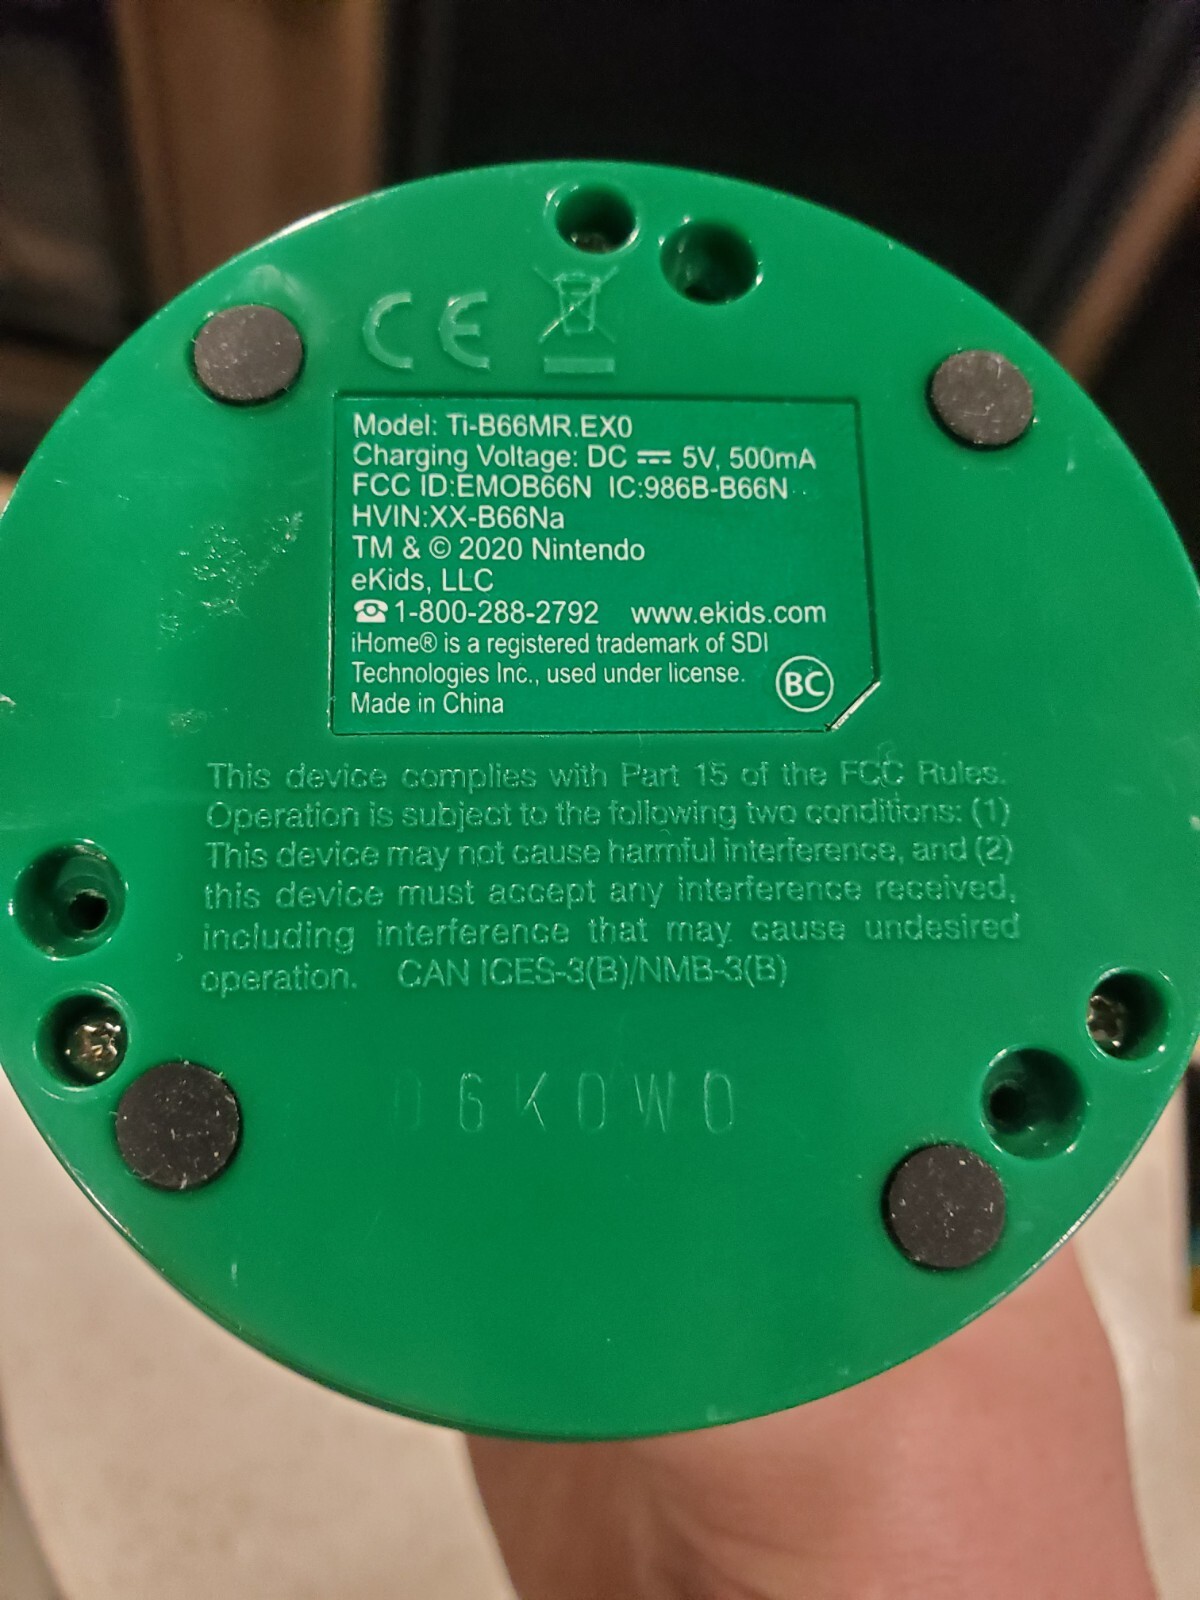 CE
Model: Ti-B66MR.EX0
Charging Voltage: DC ⎓ 5V, 500mA
FCC ID:EMOB66N IC:986B-B66N
HVIN:XX-B66Na
TM & © 2020 Nintendo
eKids, LLC
☎ 1-800-288-2792 www.ekids.com
iHome® is a registered trademark of SDI
Technologies Inc., used under license.
Made in China
BC
This device complies with Part 15 of the FCC Rules.
Operation is subject to the following two conditions: (1)
This device may not cause harmful interference, and (2)
this device must accept any interference received,
including interference that may cause undesired
operation. CAN ICES-3(B)/NMB-3(B)
06K0W0